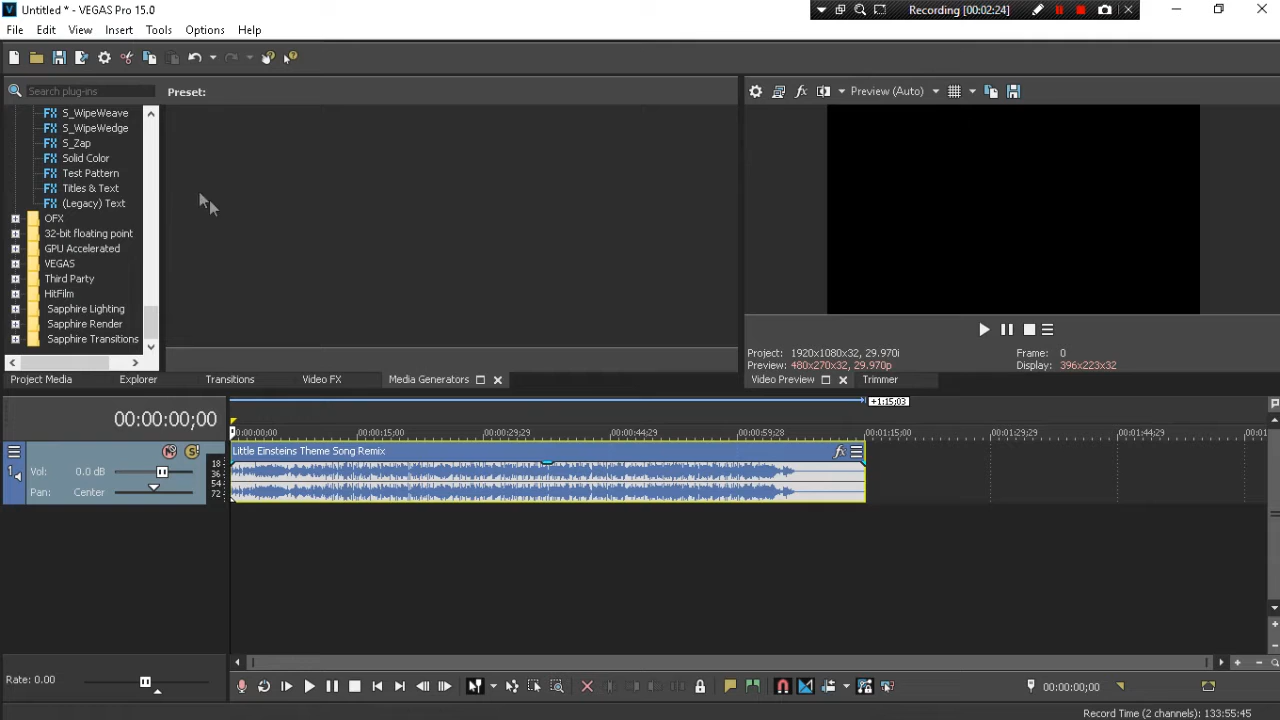 Untitled * - VEGAS Pro 15.0
Recording [00:02:24]
File Edit View Insert Tools Options Help
Search plug-ins
Preset:
Preview (Auto)
S_WipeWeave
S_WipeWedge
S_Zap
Solid Color
Test Pattern
Titles & Text
(Legacy) Text
OFX
32-bit floating point
GPU Accelerated
VEGAS
Third Party
HitFilm
Sapphire Lighting
Sapphire Render
Sapphire Transitions
Project: 1920x1080x32, 29.970i
Frame: 0
Preview: 480x270x32, 29.970p
Display: 396x223x32
Project Media Explorer Transitions Video FX Media Generators
Video Preview Trimmer
+1:15;03
00:00:00;00
00:00:00;00 00:00:15;00 00:00:29;29 00:00:44;29 00:00:59;28 00:01:15;00 00:01:29;29 00:01:44;29
Little Einsteins Theme Song Remix
fx
1
Vol: 0.0 dB
Pan: Center
18
36
54
72
Rate: 0.00
00:00:00;00
Record Time (2 channels): 133:55:45